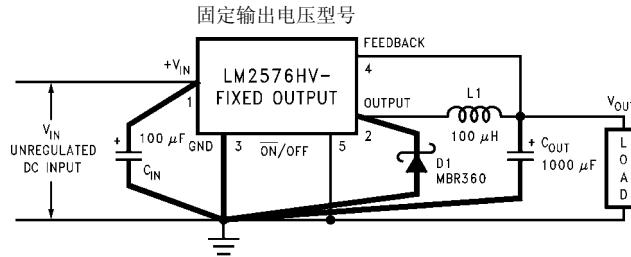 固定输出电压型号
FEEDBACK
+VIN
LM2576HV-
FIXED OUTPUT
4
1
OUTPUT
L1
VOUT
VIN
UNREGULATED
DC INPUT
+
100 μF
CIN
GND
3
ON/OFF
5
2
100 μH
D1
MBR360
+
COUT
1000 μF
LOAD